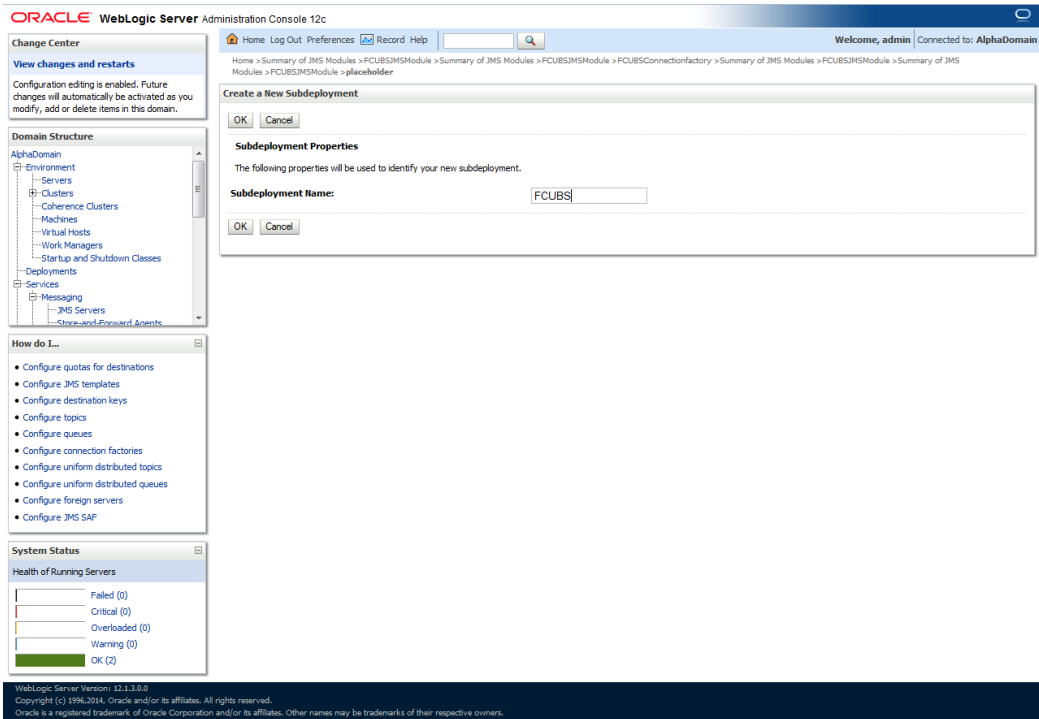 ORACLE WebLogic Server Administration Console 12c
Change Center
View changes and restarts
Configuration editing is enabled. Future
changes will automatically be activated as you
modify, add or delete items in this domain.
Domain Structure
AlphaDomain
Environment
Servers
Clusters
Coherence Clusters
Machines
Virtual Hosts
Work Managers
Startup and Shutdown Classes
Deployments
Services
Messaging
JMS Servers
Store-and-Forward Agents
How do I...
Configure quotas for destinations
Configure JMS templates
Configure destination keys
Configure topics
Configure queues
Configure connection factories
Configure uniform distributed topics
Configure uniform distributed queues
Configure foreign servers
Configure JMS SAF
System Status
Health of Running Servers
Failed (0)
Critical (0)
Overloaded (0)
Warning (0)
OK (2)
Home Log Out Preferences Record Help
Welcome, admin Connected to: AlphaDomain
Home >Summary of JMS Modules >FCUBSJMSModule >Summary of JMS Modules >FCUBSJMSModule >FCUBSConnectionfactory >Summary of JMS Modules >FCUBSJMSModule >Summary of JMS
Modules >FCUBSJMSModule >placeholder
Create a New Subdeployment
OK Cancel
Subdeployment Properties
The following properties will be used to identify your new subdeployment.
Subdeployment Name: FCUBS
OK Cancel
WebLogic Server Version: 12.1.3.0.0
Copyright (c) 1996,2014, Oracle and/or its affiliates. All rights reserved.
Oracle is a registered trademark of Oracle Corporation and/or its affiliates. Other names may be trademarks of their respective owners.